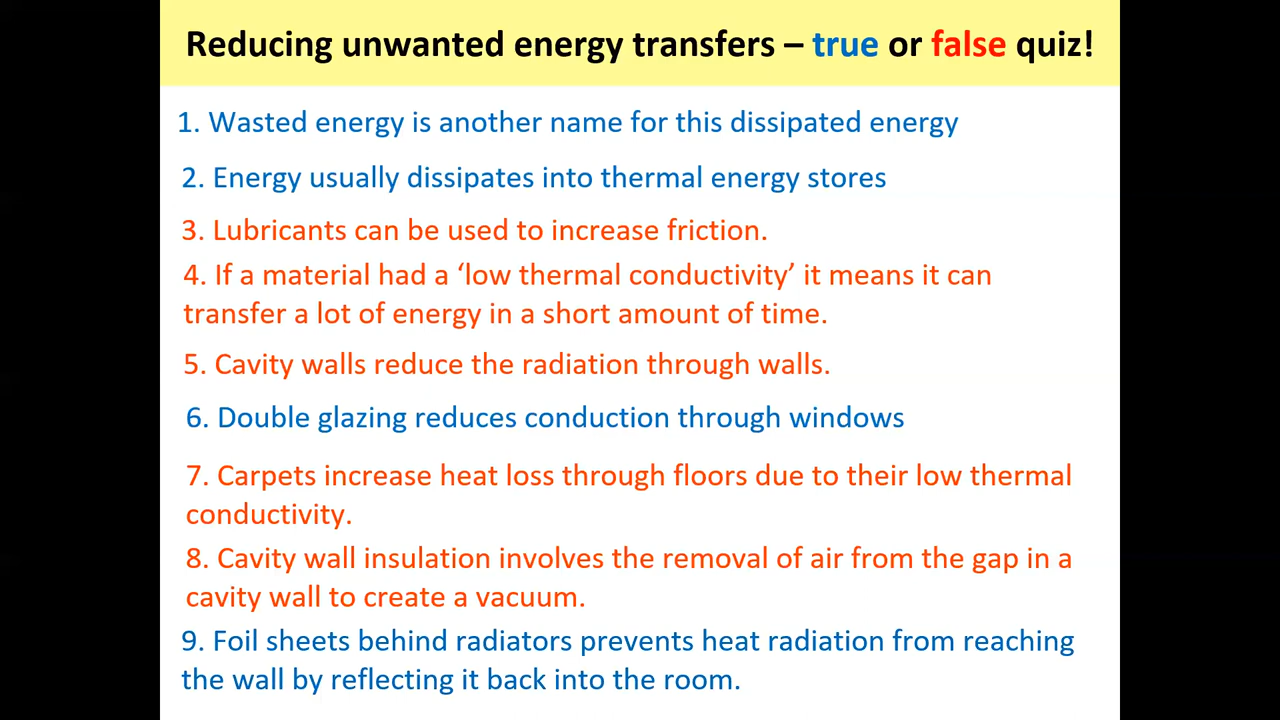 Reducing unwanted energy transfers – true or false quiz!
1. Wasted energy is another name for this dissipated energy
2. Energy usually dissipates into thermal energy stores
3. Lubricants can be used to increase friction.
4. If a material had a ‘low thermal conductivity’ it means it can
transfer a lot of energy in a short amount of time.
5. Cavity walls reduce the radiation through walls.
6. Double glazing reduces conduction through windows
7. Carpets increase heat loss through floors due to their low thermal
conductivity.
8. Cavity wall insulation involves the removal of air from the gap in a
cavity wall to create a vacuum.
9. Foil sheets behind radiators prevents heat radiation from reaching
the wall by reflecting it back into the room.